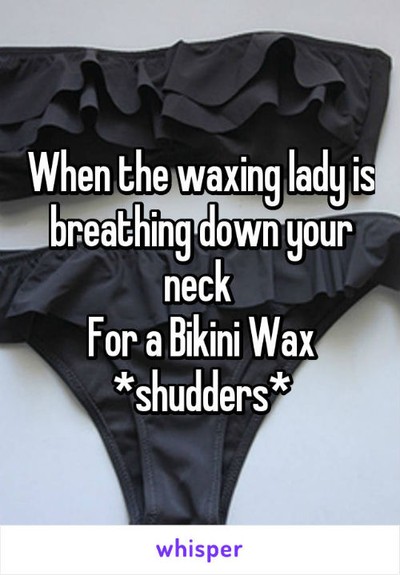 When the waxing lady is
breathing down your
neck
For a Bikini Wax
*shudders*
whisper